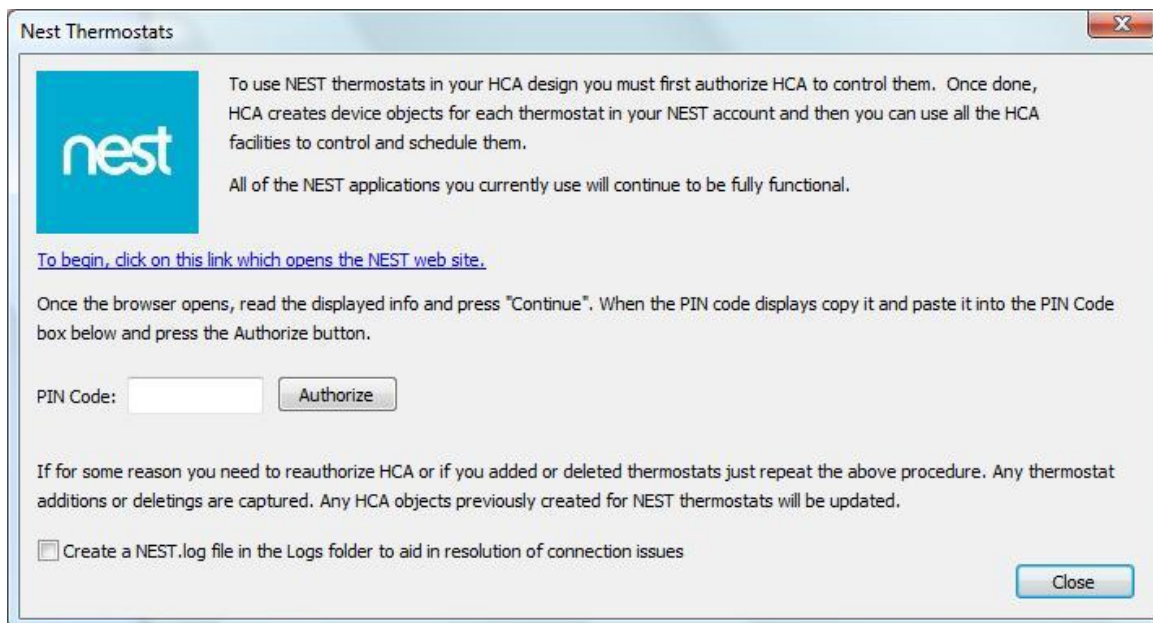 Nest Thermostats
X
nest
To use NEST thermostats in your HCA design you must first authorize HCA to control them. Once done,
HCA creates device objects for each thermostat in your NEST account and then you can use all the HCA
facilities to control and schedule them.
All of the NEST applications you currently use will continue to be fully functional.
To begin, click on this link which opens the NEST web site.
Once the browser opens, read the displayed info and press "Continue". When the PIN code displays copy it and paste it into the PIN Code
box below and press the Authorize button.
PIN Code: Authorize
If for some reason you need to reauthorize HCA or if you added or deleted thermostats just repeat the above procedure. Any thermostat
additions or deletings are captured. Any HCA objects previously created for NEST thermostats will be updated.
Create a NEST.log file in the Logs folder to aid in resolution of connection issues
Close